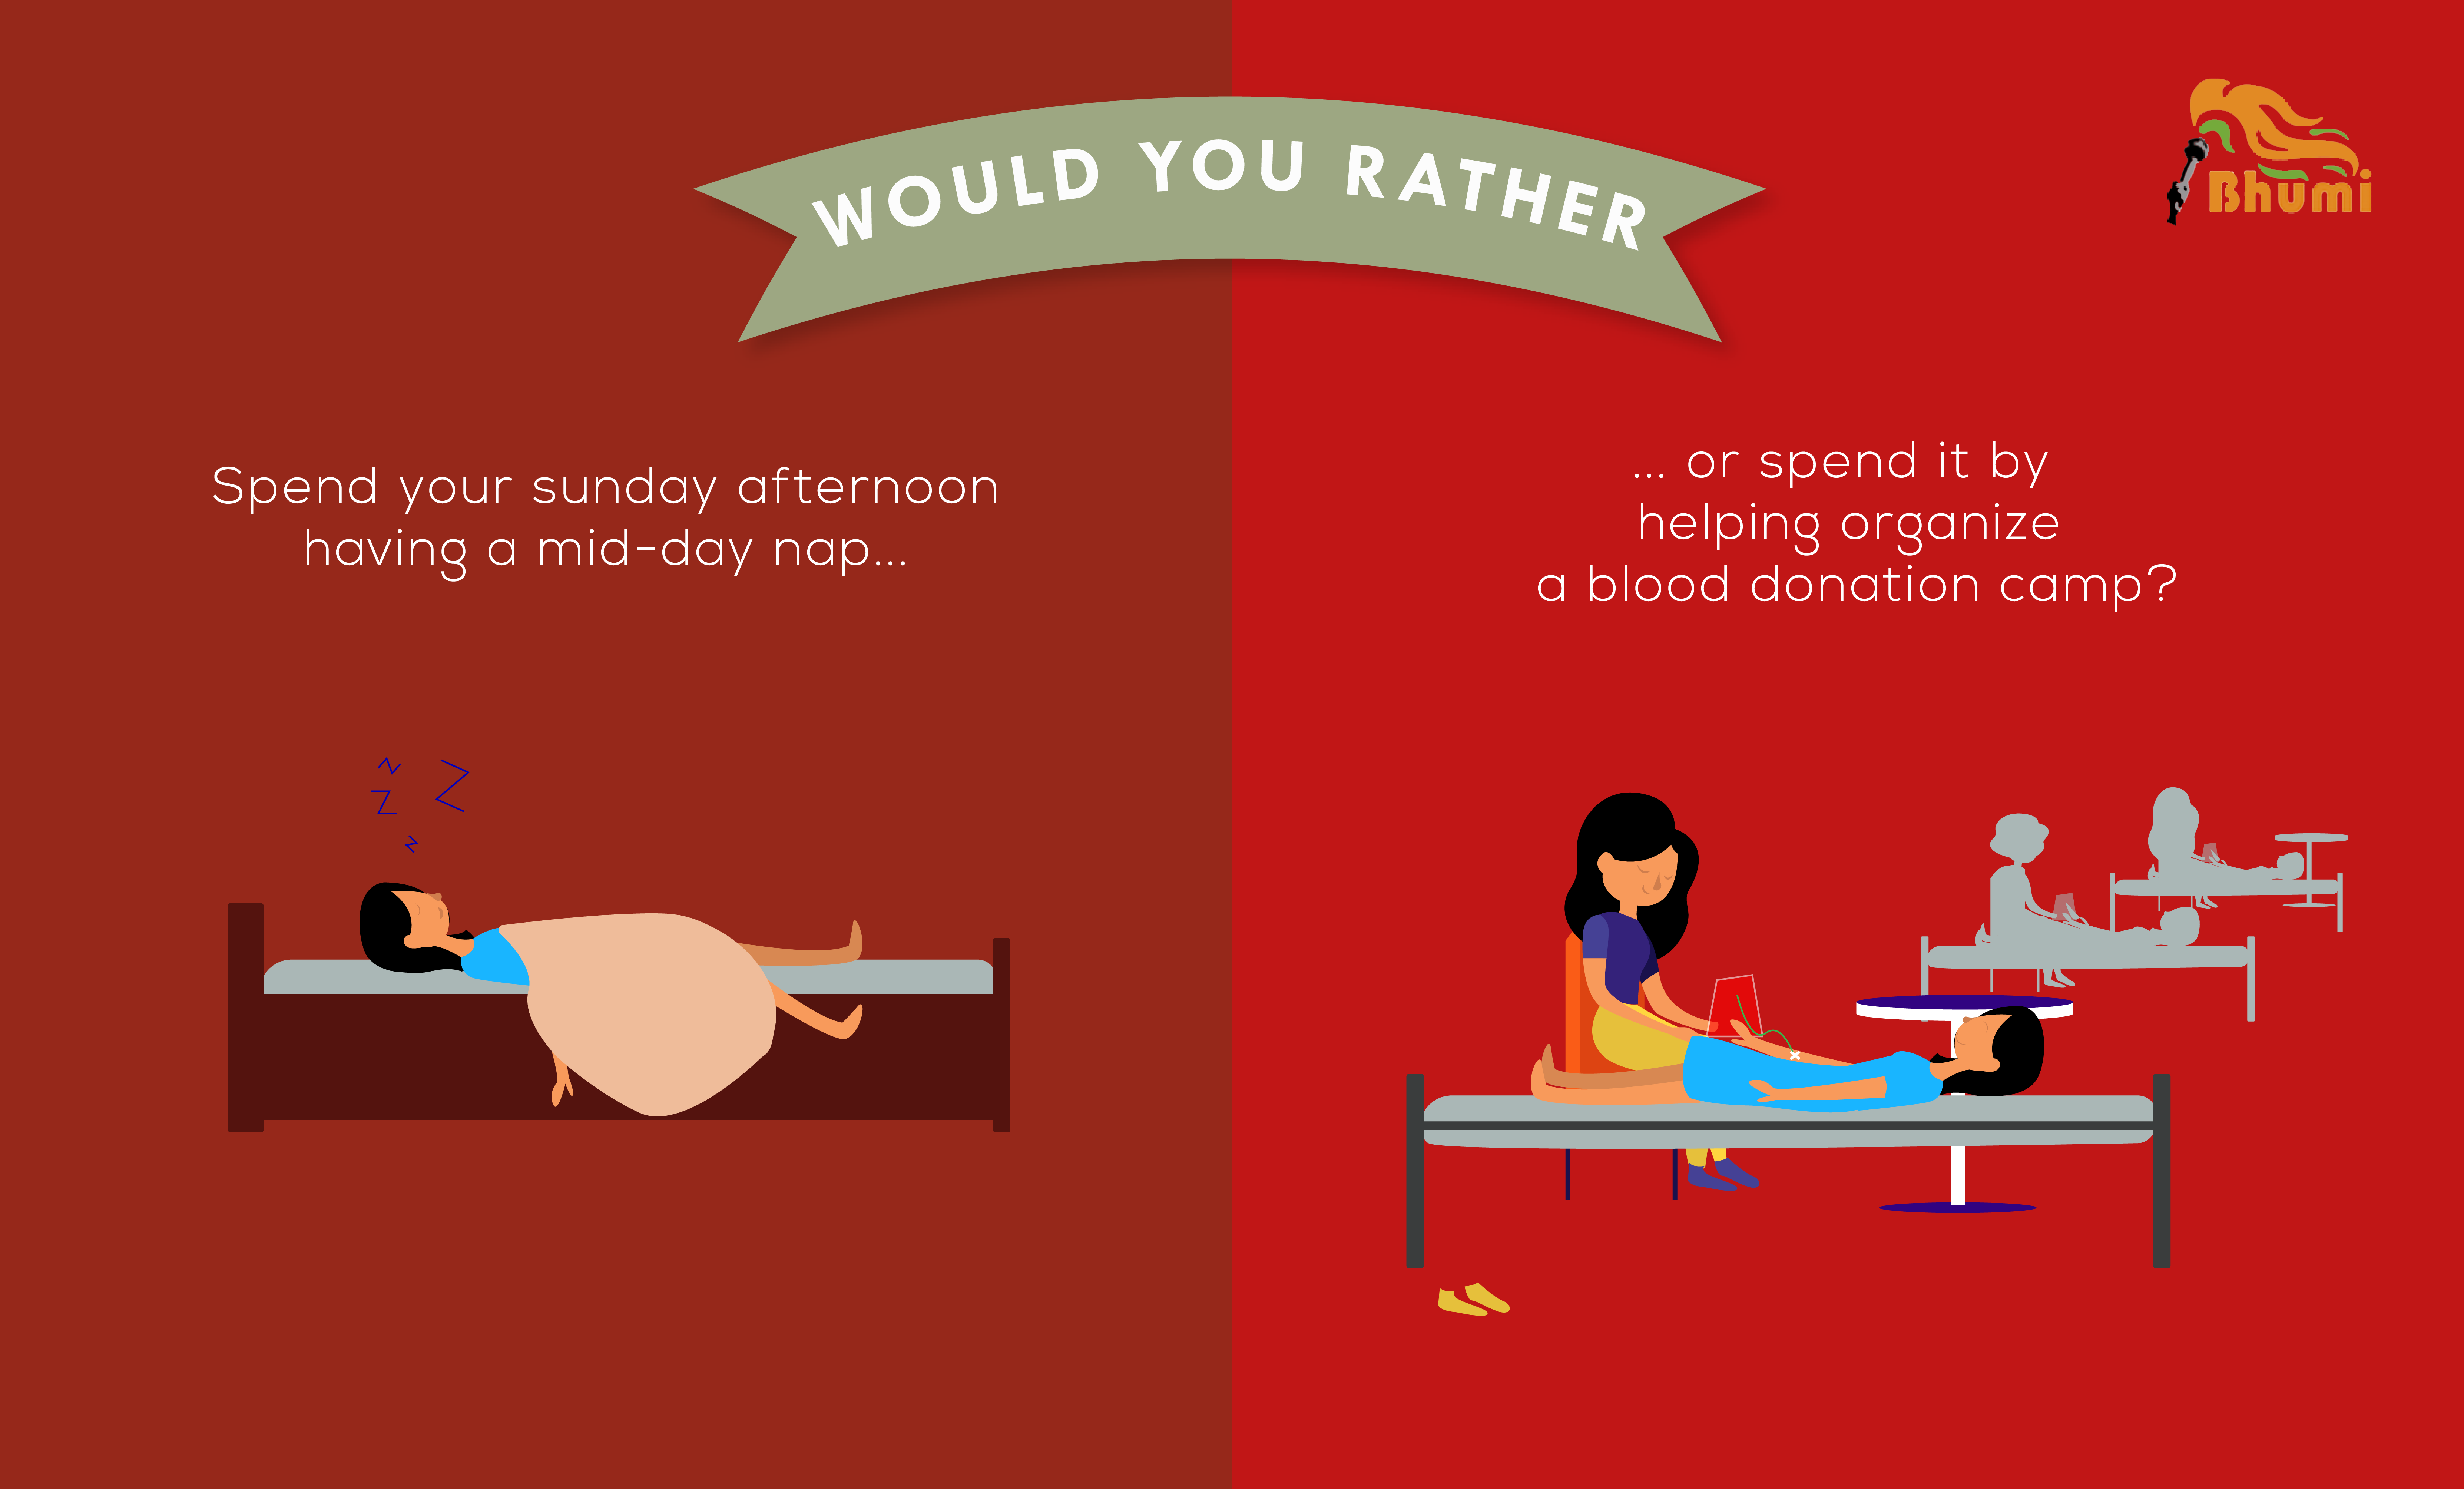 WOULD YOU RATHER
Bhumi
Spend your sunday afternoon
having a mid-day nap...
... or spend it by
helping organize
a blood donation camp?
Z
Z
Z
Z